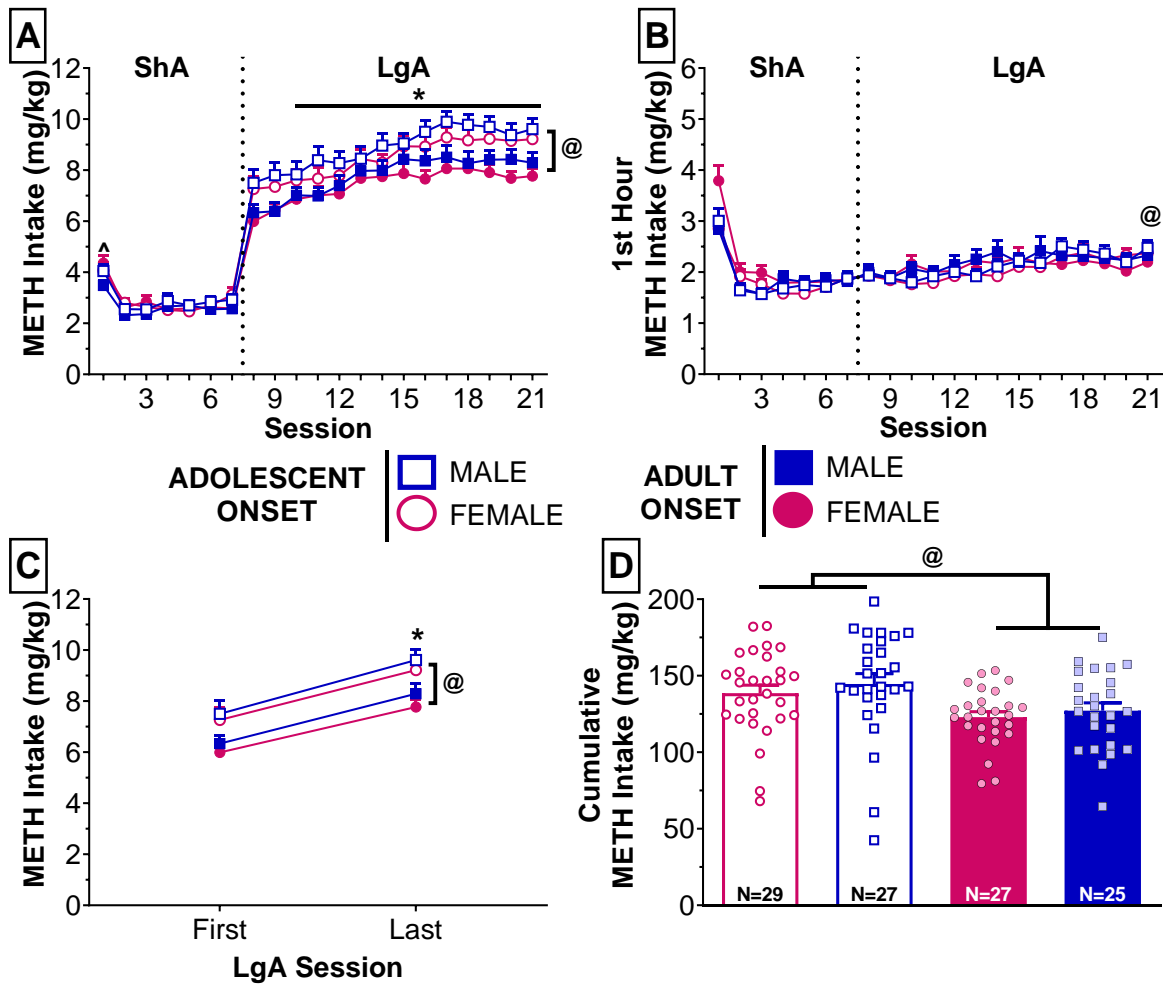 A
ShA
LgA
*
@
^
METH Intake (mg/kg)
12
10
8
6
4
2
0
3
6
9
12
15
18
21
Session
B
ShA
LgA
@
1st Hour
METH Intake (mg/kg)
6
5
4
3
2
1
0
3
6
9
12
15
18
21
Session
ADOLESCENT
ONSET
MALE
FEMALE
ADULT
ONSET
MALE
FEMALE
C
*
@
METH Intake (mg/kg)
12
10
8
6
4
2
0
First
Last
LgA Session
D
@
Cumulative
METH Intake (mg/kg)
200
150
100
50
0
N=29
N=27
N=27
N=25